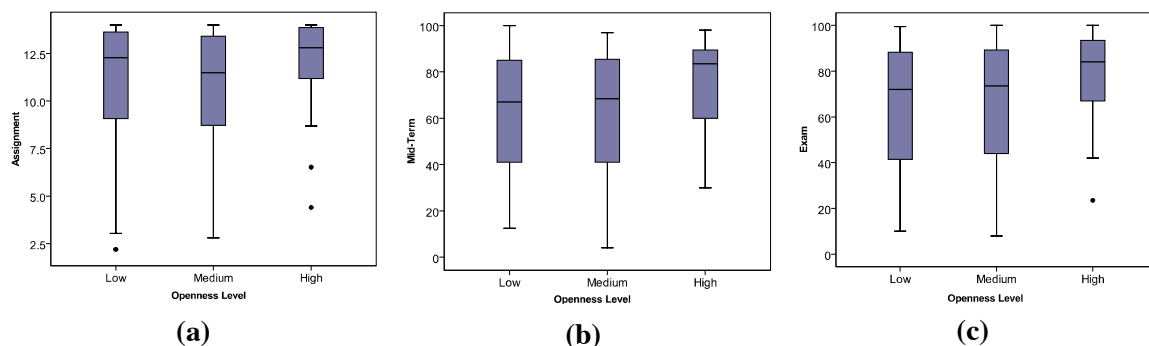 Assignment
12.5
10.0
7.5
5.0
2.5
Low Medium High
Openness Level
(a)
Mid-Term
100
80
60
40
20
0
Low Medium High
Openness Level
(b)
Exam
100
80
60
40
20
0
Low Medium High
Openness Level
(c)